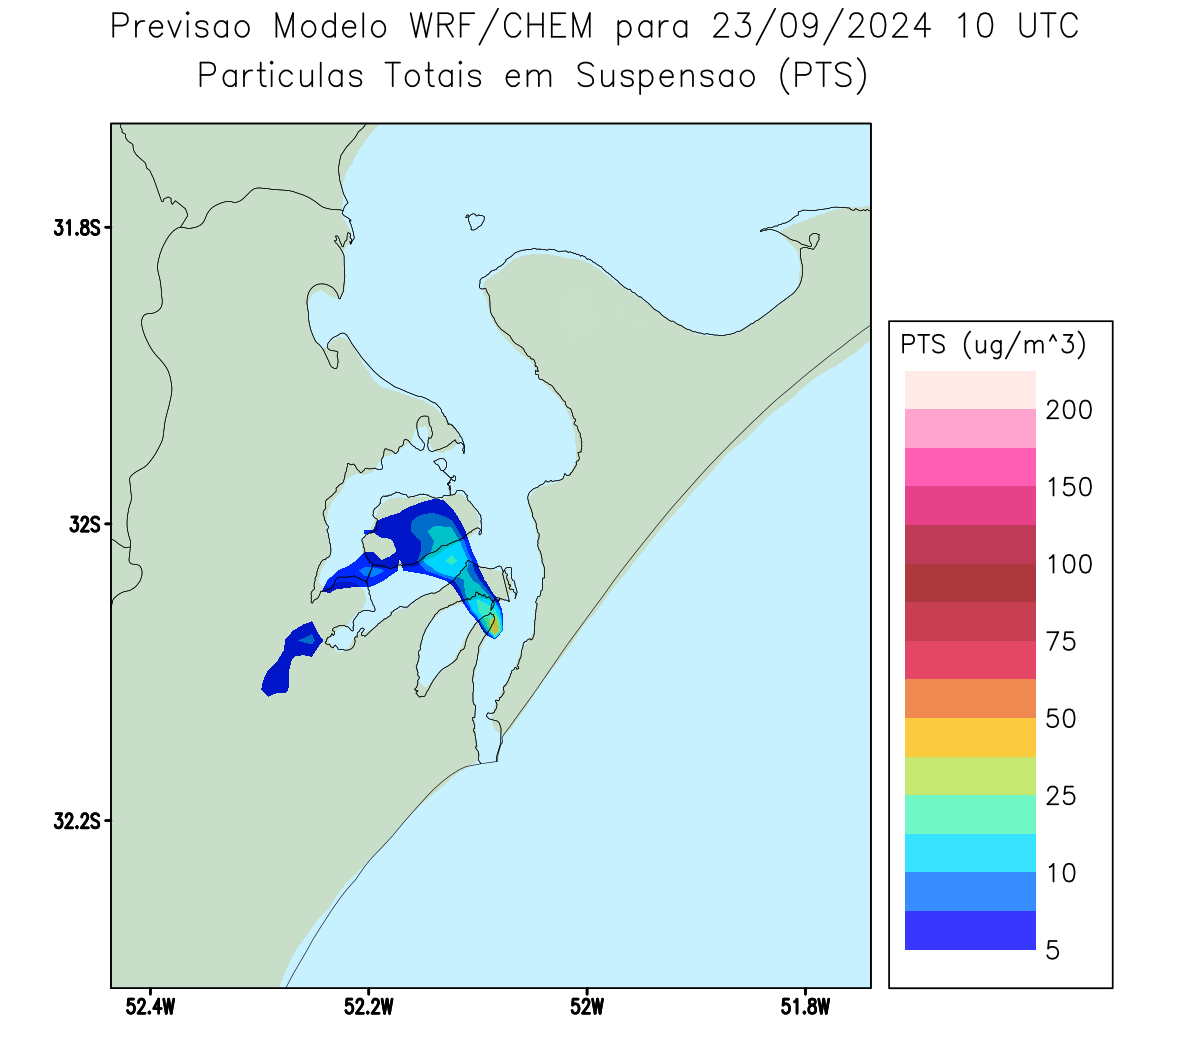 Previsao Modelo WRF/CHEM para 23/09/2024 10 UTC
Particulas Totais em Suspensao (PTS)
31.8S
32S
32.2S
52.4W
52.2W
52W
51.8W
PTS (ug/m^3)
200
150
100
75
50
25
10
5